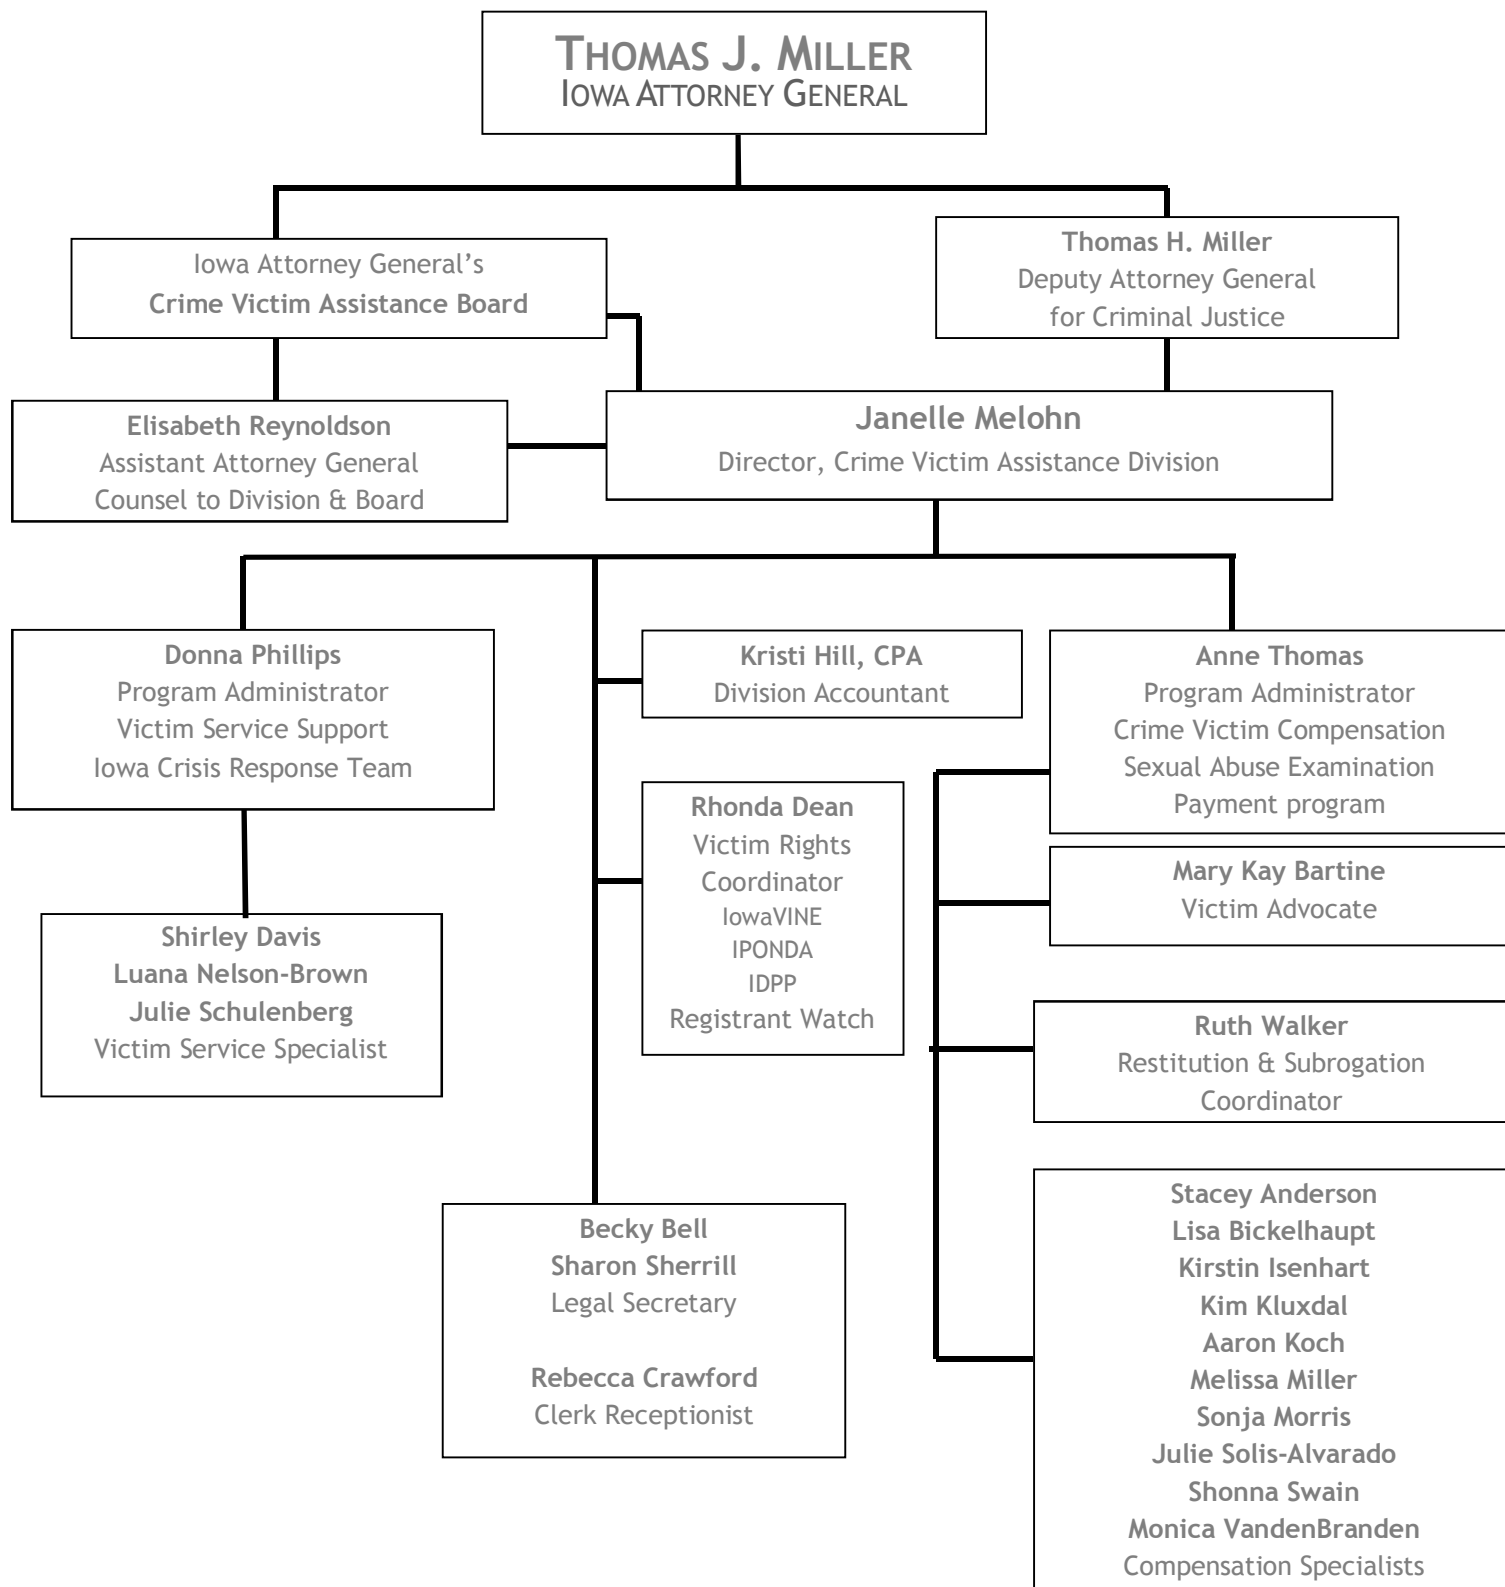 THOMAS J. MILLER
IOWA ATTORNEY GENERAL
Iowa Attorney General’s
Crime Victim Assistance Board
Thomas H. Miller
Deputy Attorney General
for Criminal Justice
Elisabeth Reynoldson
Assistant Attorney General
Counsel to Division & Board
Janelle Melohn
Director, Crime Victim Assistance Division
Donna Phillips
Program Administrator
Victim Service Support
Iowa Crisis Response Team
Kristi Hill, CPA
Division Accountant
Anne Thomas
Program Administrator
Crime Victim Compensation
Sexual Abuse Examination
Payment program
Rhonda Dean
Victim Rights
Coordinator
IowaVINE
IPONDA
IDPP
Registrant Watch
Mary Kay Bartine
Victim Advocate
Shirley Davis
Luana Nelson-Brown
Julie Schulenberg
Victim Service Specialist
Ruth Walker
Restitution & Subrogation
Coordinator
Becky Bell
Sharon Sherrill
Legal Secretary
Rebecca Crawford
Clerk Receptionist
Stacey Anderson
Lisa Bickelhaupt
Kirstin Isenhart
Kim Kluxdal
Aaron Koch
Melissa Miller
Sonja Morris
Julie Solis-Alvarado
Shonna Swain
Monica VandenBranden
Compensation Specialists